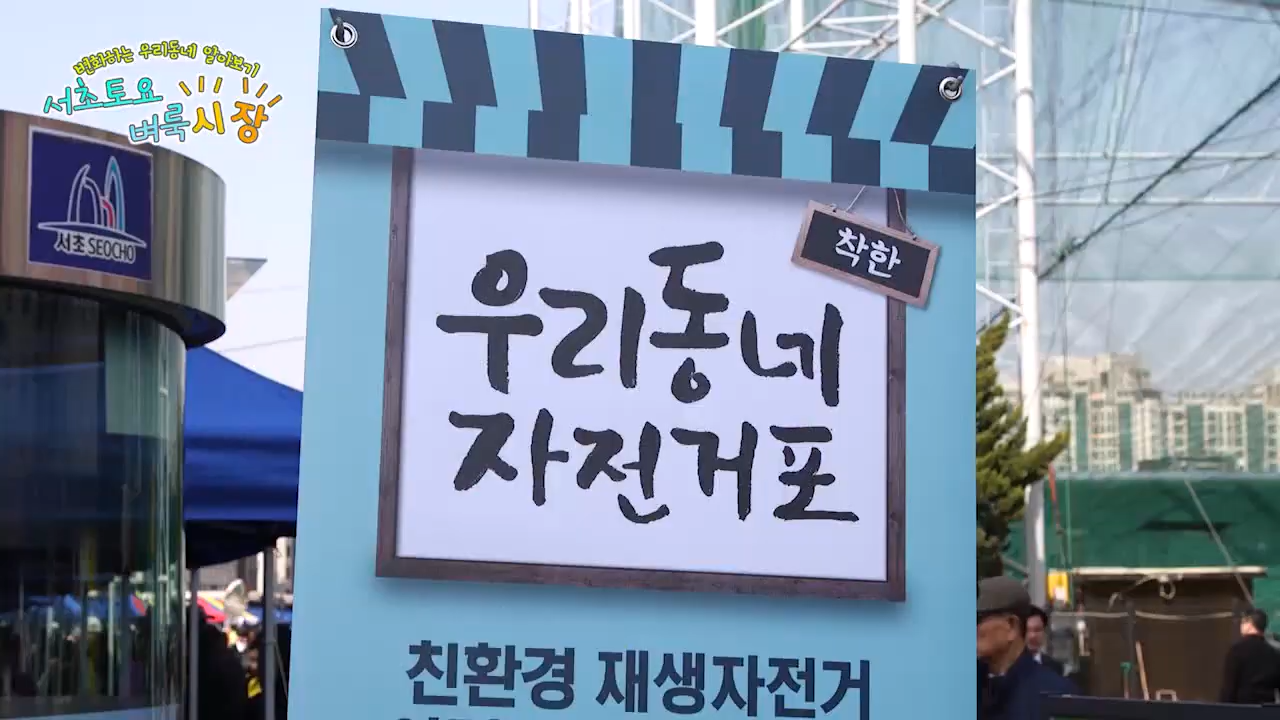 변화하는 우리동네 알아보기
서초토요
벼룩시장
서초 SEOCHO
착한
우리동네
자전거포
친환경 재생자전거